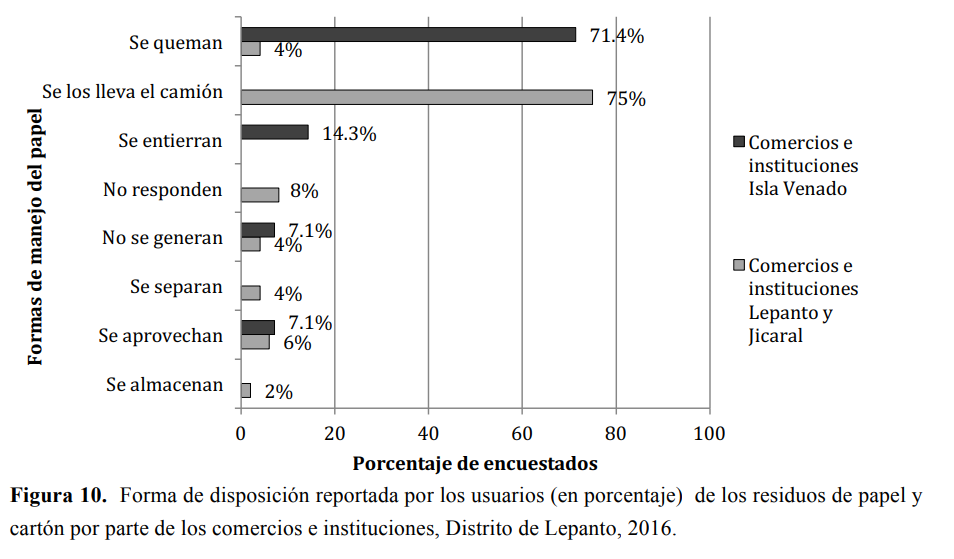 Formas de manejo del papel
Se queman
71.4%
4%
Se los lleva el camión
75%
Se entierran
14.3%
No responden
8%
No se generan
7.1%
4%
Se separan
4%
Se aprovechan
7.1%
6%
Se almacenan
2%
0 20 40 60 80 100
Porcentaje de encuestados
Comercios e
instituciones
Isla Venado
Comercios e
instituciones
Lepanto y
Jicaral
Figura 10. Forma de disposición reportada por los usuarios (en porcentaje) de los residuos de papel y
cartón por parte de los comercios e instituciones, Distrito de Lepanto, 2016.